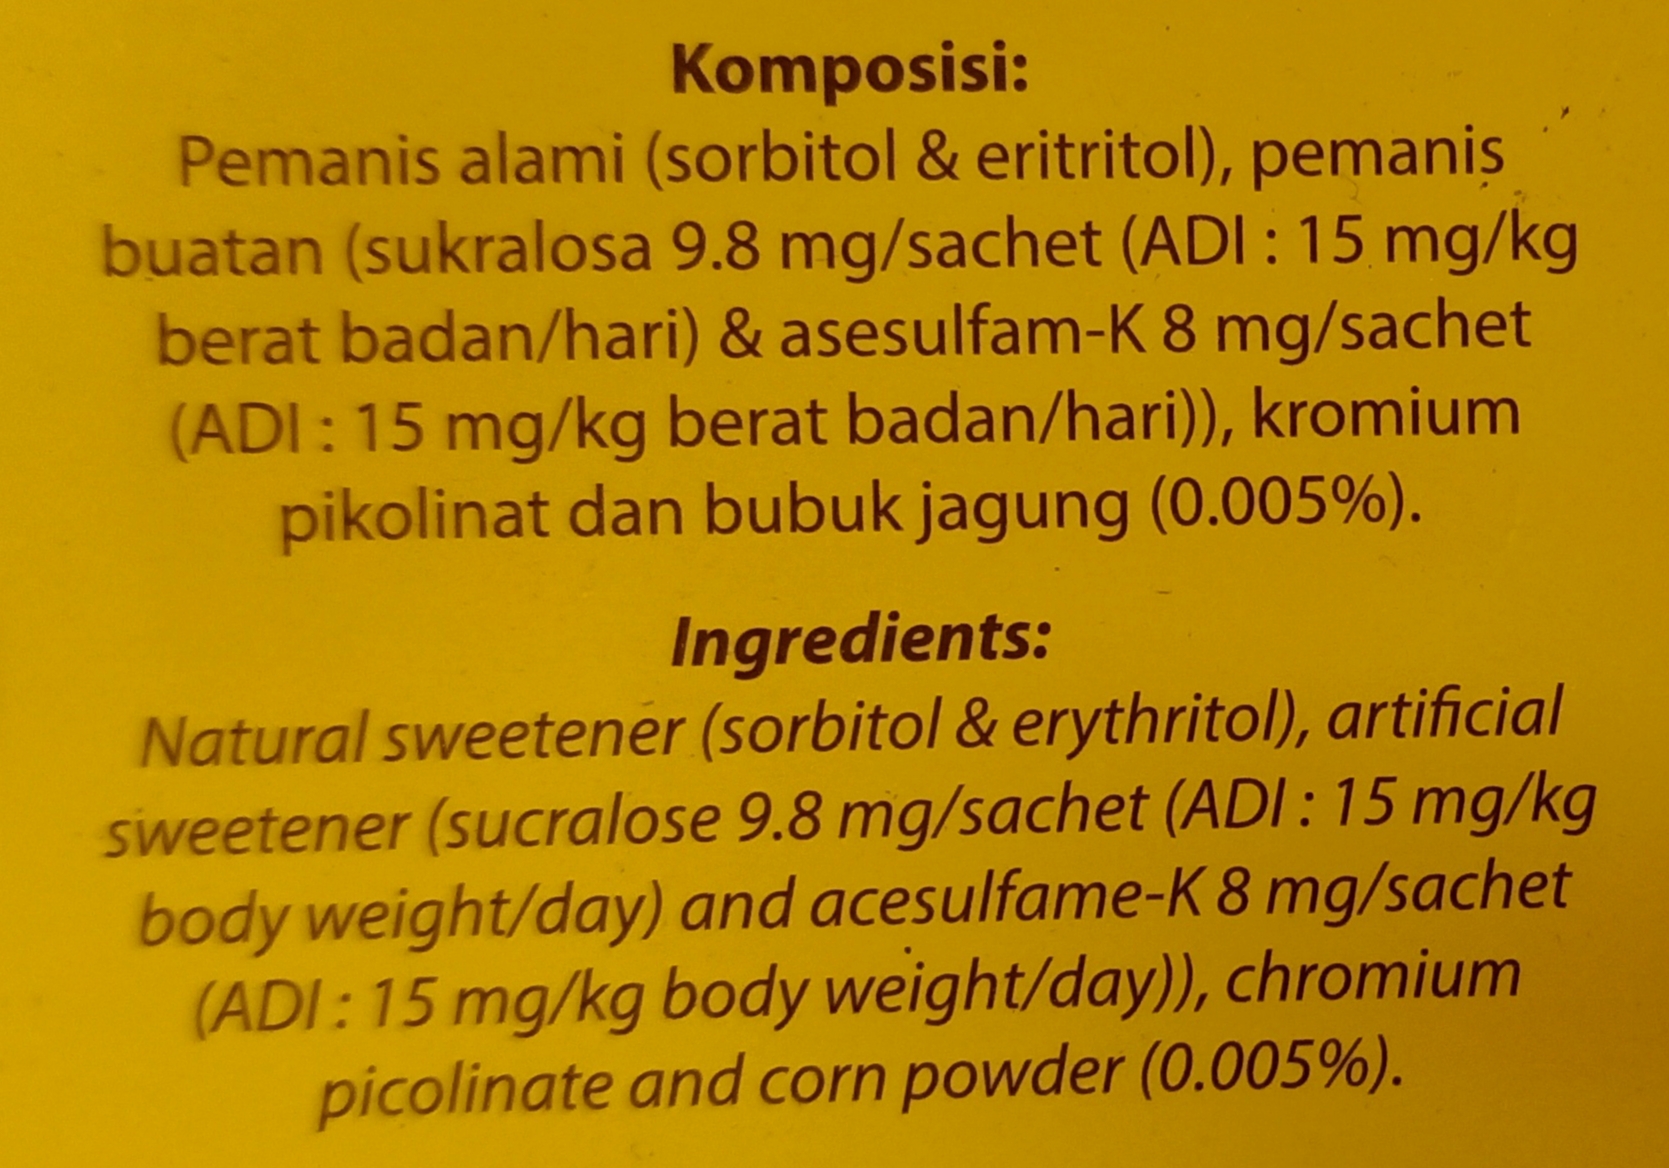 Komposisi:
Pemanis alami (sorbitol & eritritol), pemanis
buatan (sukralosa 9.8 mg/sachet (ADI : 15 mg/kg
berat badan/hari) & asesulfam-K 8 mg/sachet
(ADI : 15 mg/kg berat badan/hari)), kromium
pikolinat dan bubuk jagung (0.005%).
Ingredients:
Natural sweetener (sorbitol & erythritol), artificial
sweetener (sucralose 9.8 mg/sachet (ADI : 15 mg/kg
body weight/day) and acesulfame-K 8 mg/sachet
(ADI : 15 mg/kg body weight/day)), chromium
picolinate and corn powder (0.005%).